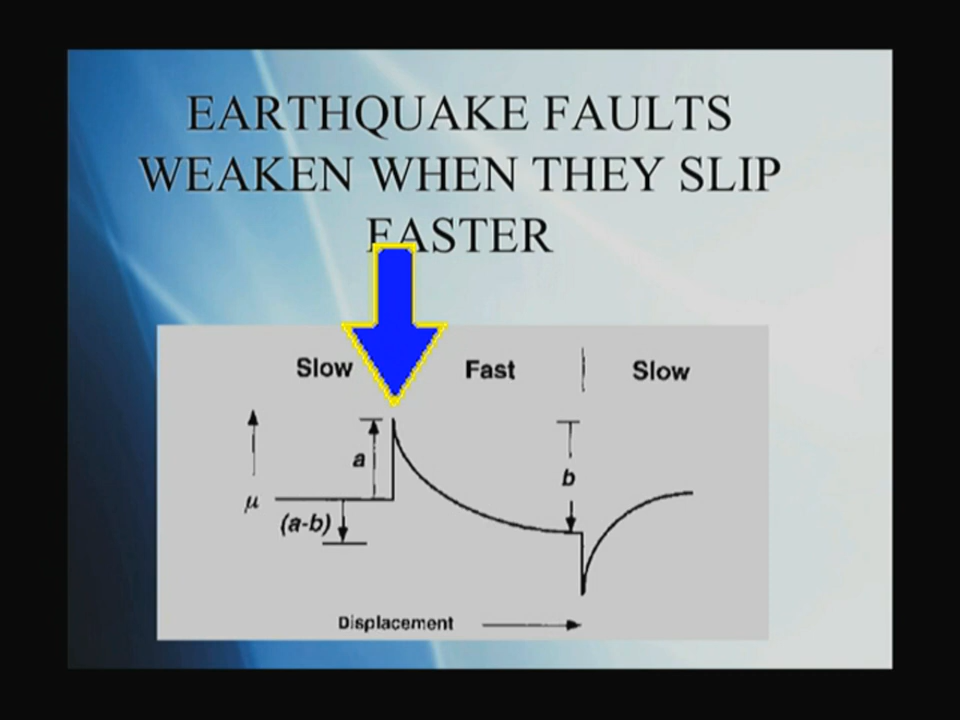 EARTHQUAKE FAULTS
WEAKEN WHEN THEY SLIP
FASTER
Slow
Fast
Slow
a
b
μ
(a-b)
Displacement